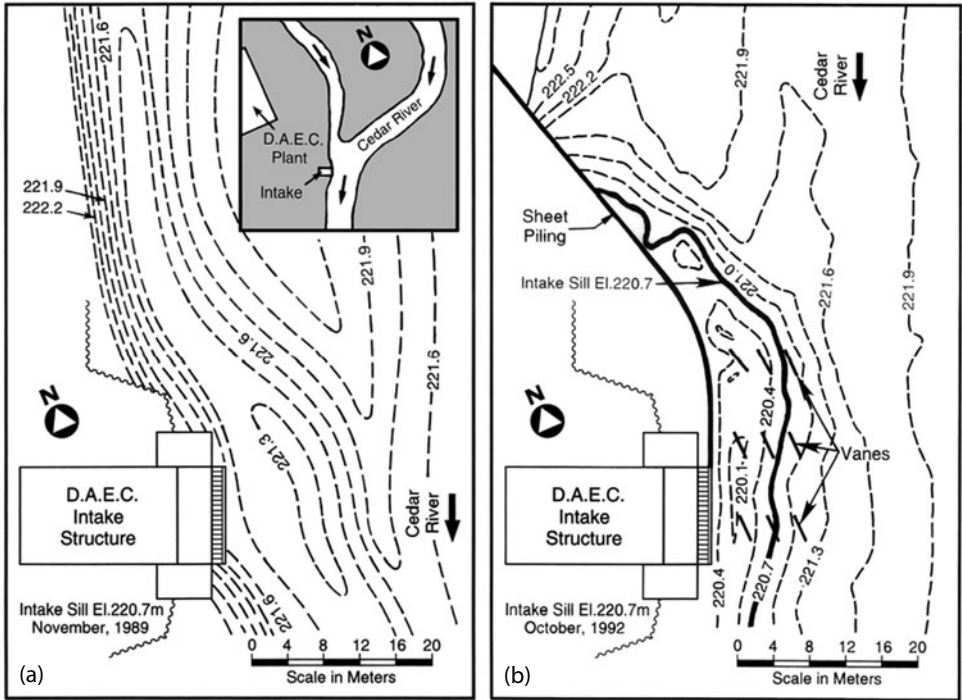 221.6
221.9
222.2
N
D.A.E.C.
Plant
Intake
Cedar River
221.9
221.6
221.6
221.3
N
D.A.E.C.
Intake
Structure
Cedar
River
221.6
Intake Sill El.220.7m
November, 1989
0 4 8 12 16 20
Scale in Meters
(a)
222.5
222.2
221.9
Cedar
River
Sheet
Piling
Intake Sill El.220.7
221.0
221.6
221.9
220.4
N
Vanes
220.1
D.A.E.C.
Intake
Structure
221.3
220.4
220.7
Intake Sill El.220.7m
October, 1992
0 4 8 12 16 20
Scale in Meters
(b)